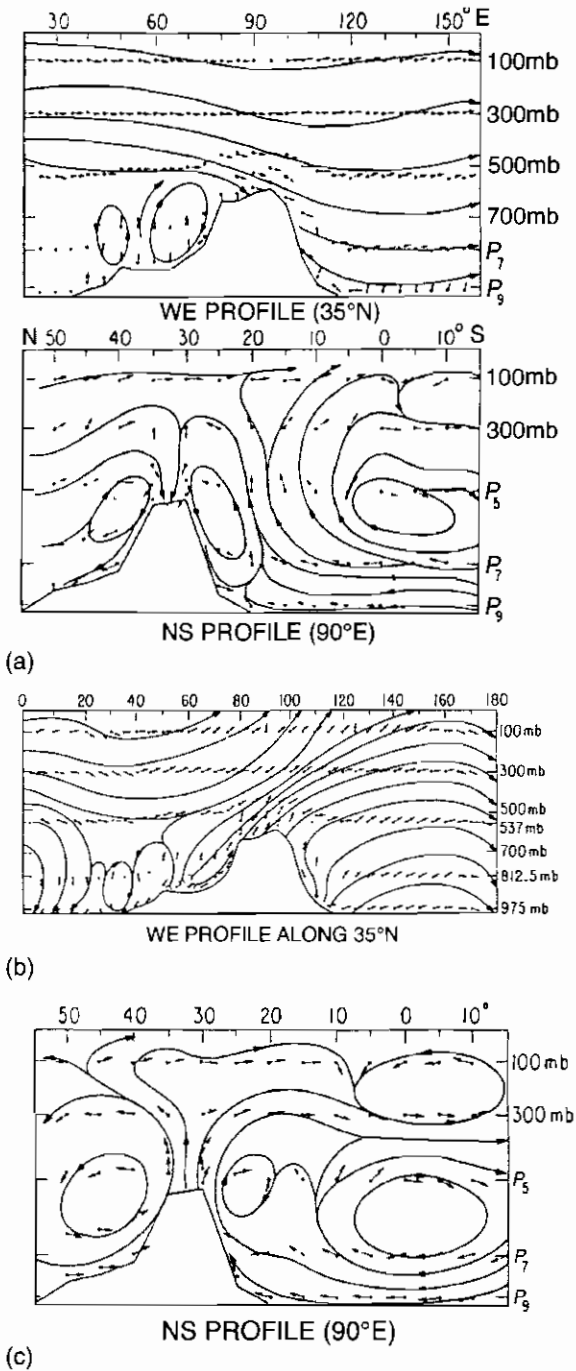 20 30 60 90 120 150°E
100mb
300mb
500mb
700mb
P7
P9
WE PROFILE (35°N)
N 50 40 30 20 10 0 10°S
100mb
300mb
P5
P7
P9
NS PROFILE (90°E)
(a)
0 20 40 60 80 100 120 140 160 180
100mb
300mb
500mb
537mb
700mb
812.5mb
975mb
WE PROFILE ALONG 35°N
(b)
50 40 30 20 10 0 10°
100mb
300mb
P5
P7
P9
NS PROFILE (90°E)
(c)